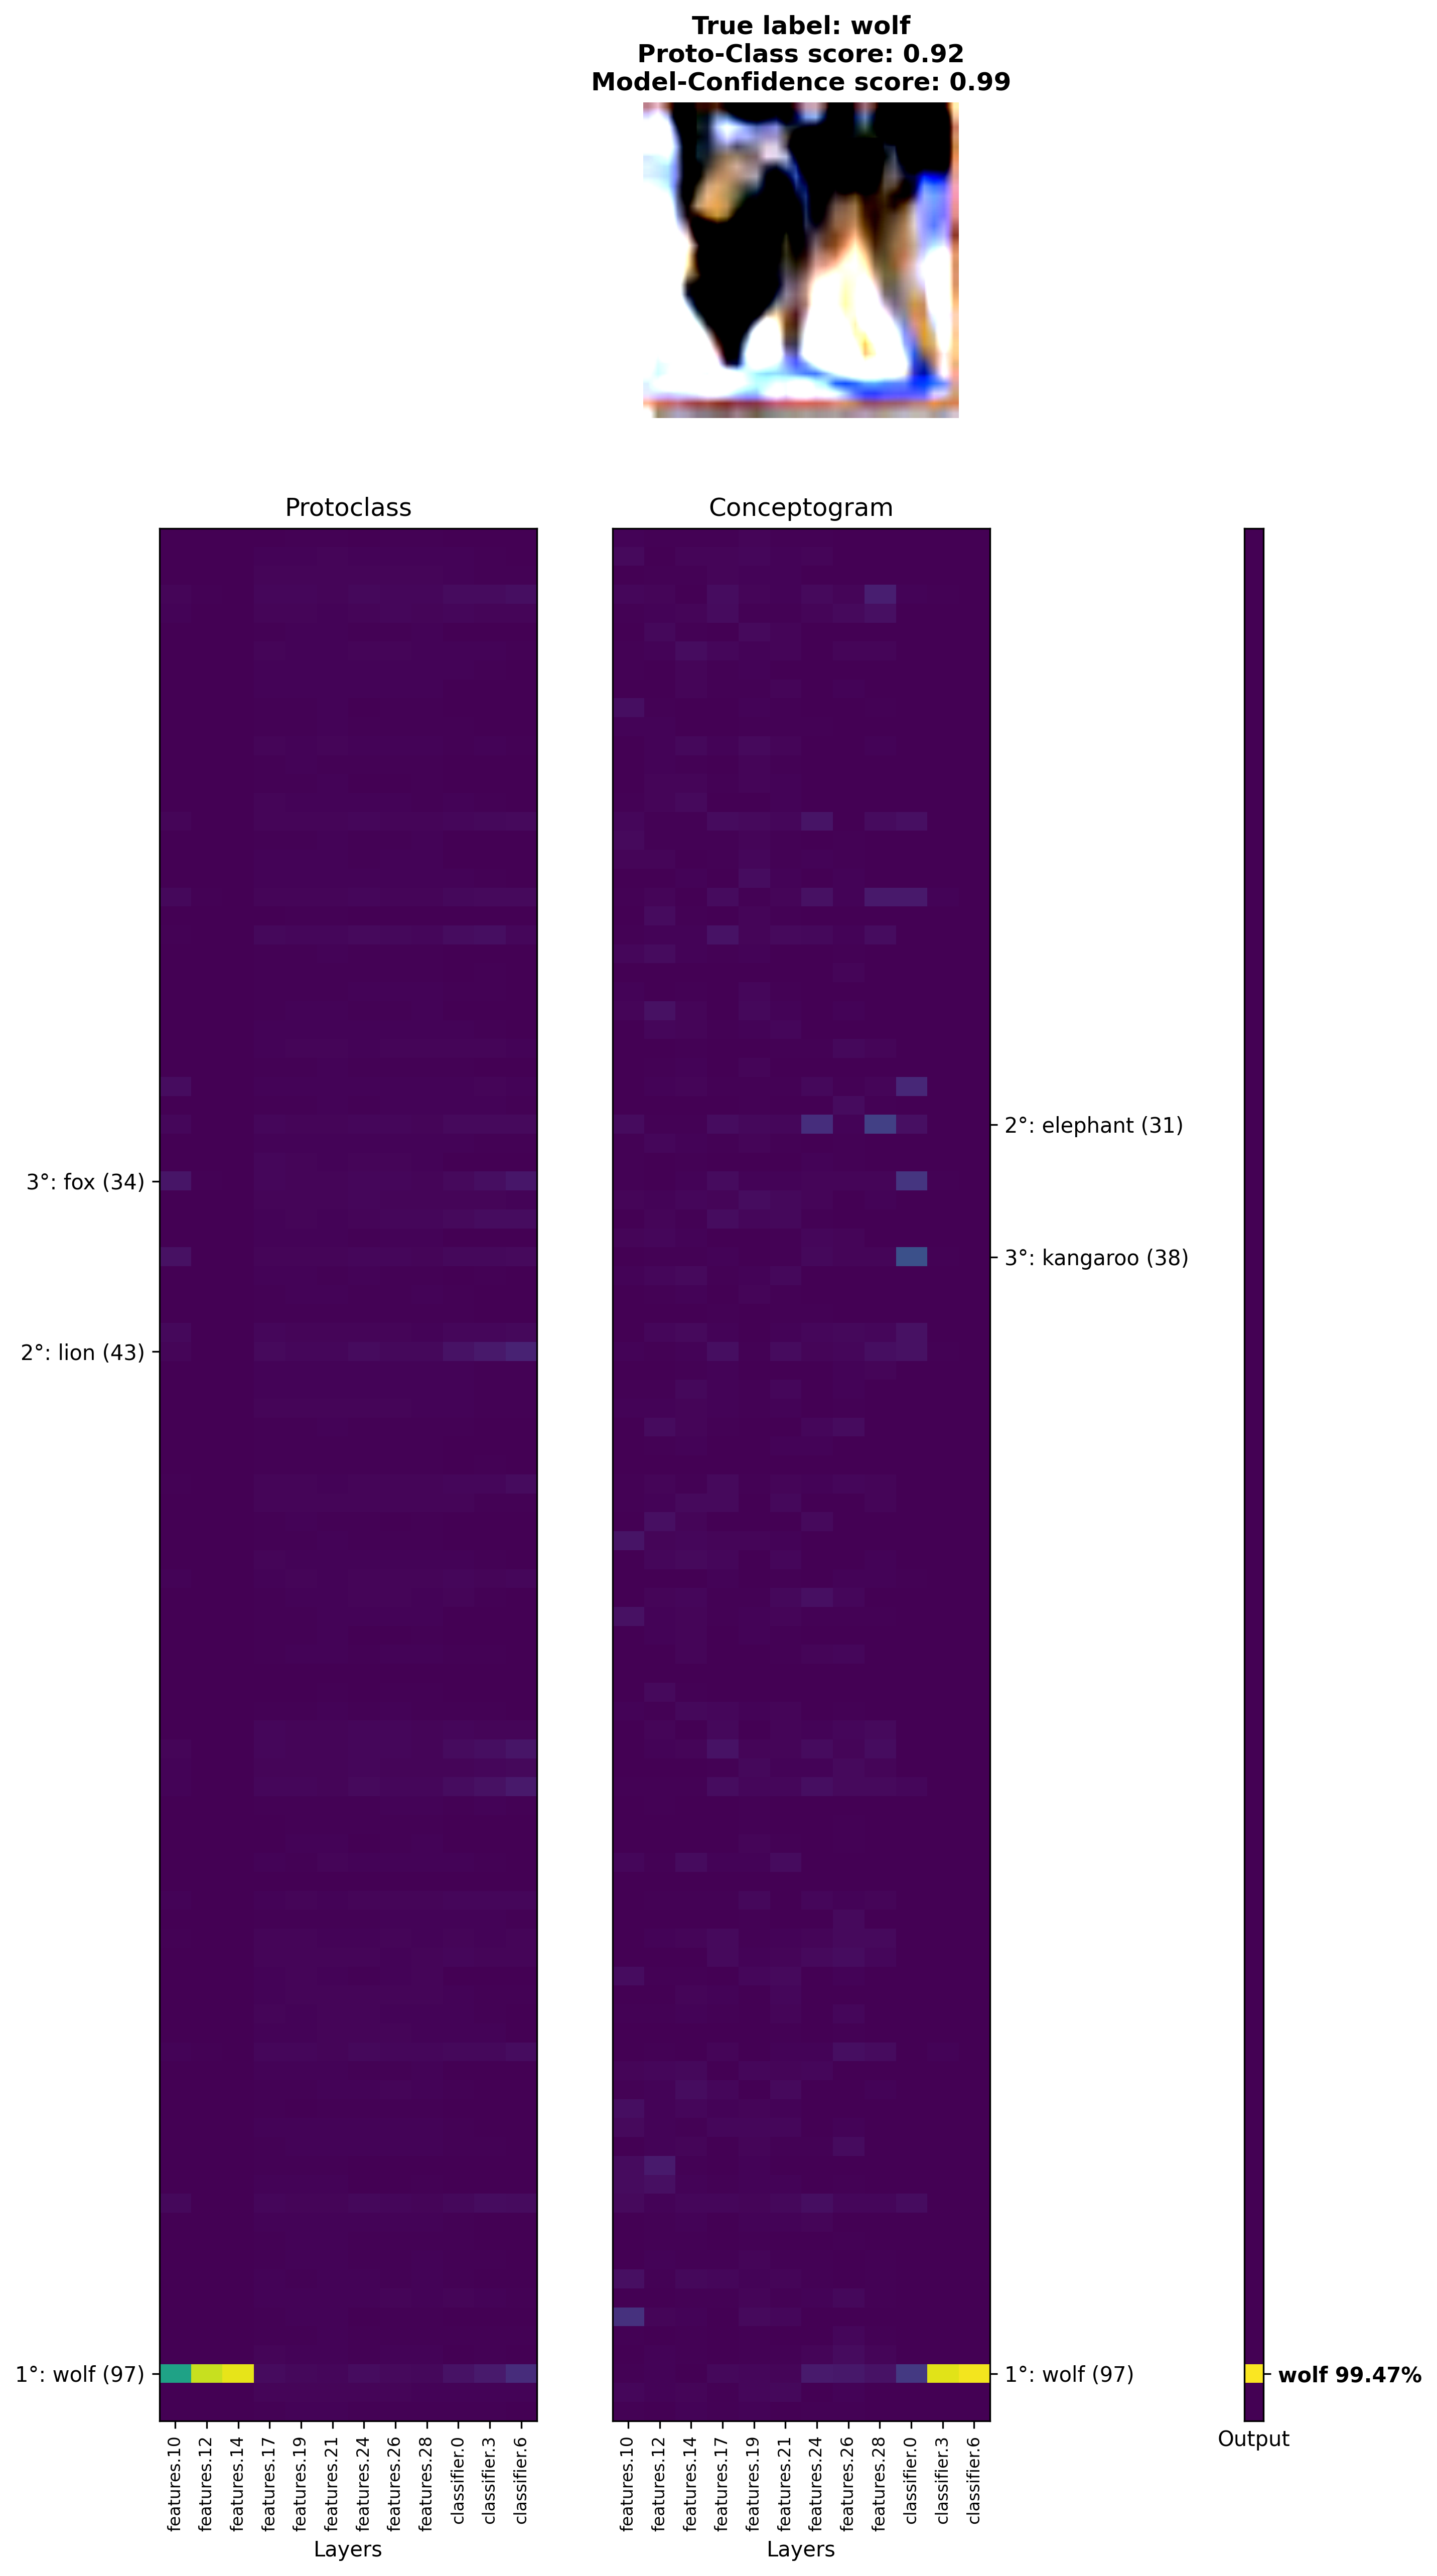 True label: wolf
Proto-Class score: 0.92
Model-Confidence score: 0.99
Protoclass
Conceptogram
2°: elephant (31)
3°: fox (34)
3°: kangaroo (38)
2°: lion (43)
1°: wolf (97)
1°: wolf (97)
wolf 99.47%
Output
features.10
features.12
features.14
features.17
features.19
features.21
features.24
features.26
features.28
classifier.0
classifier.3
classifier.6
features.10
features.12
features.14
features.17
features.19
features.21
features.24
features.26
features.28
classifier.0
classifier.3
classifier.6
Layers
Layers